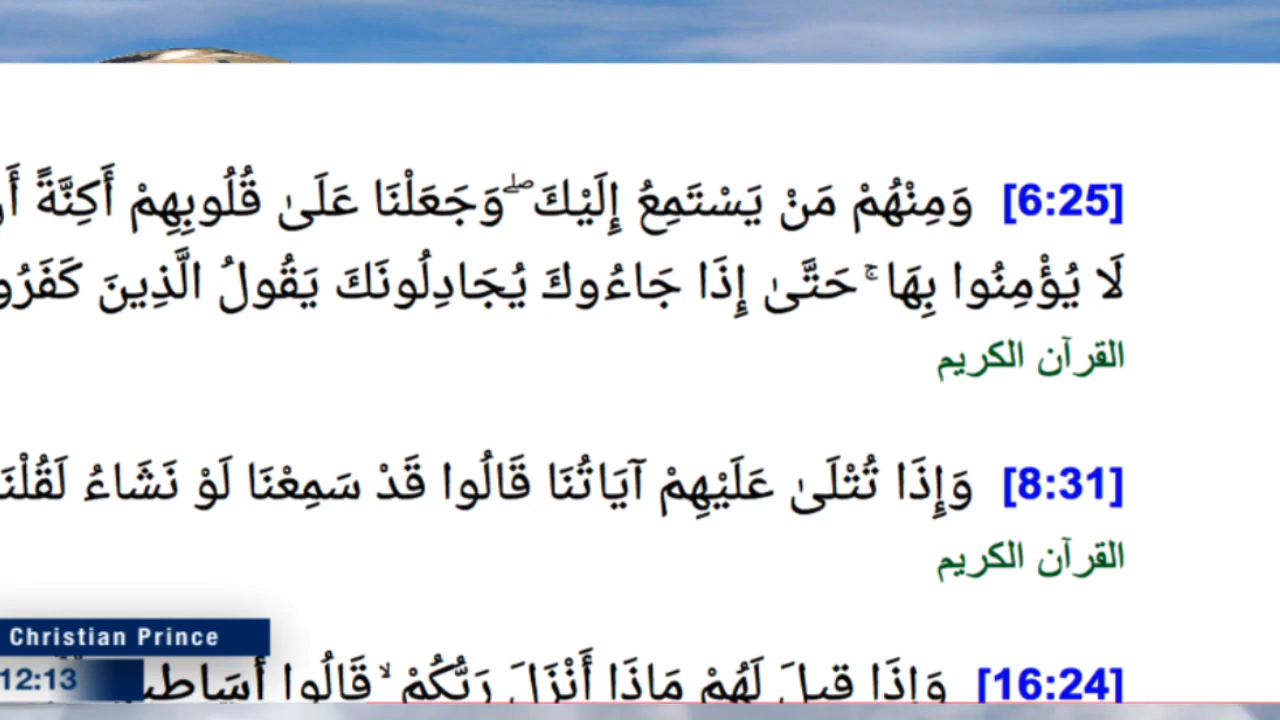 [6:25] وَمِنْهُمْ مَنْ يَسْتَمِعُ إِلَيْكَ ۖ وَجَعَلْنَا عَلَىٰ قُلُوبِهِمْ أَكِنَّةً
لَا يُؤْمِنُوا بِهَا ۚ حَتَّىٰ إِذَا جَاءُوكَ يُجَادِلُونَكَ يَقُولُ الَّذِينَ
القرآن الكريم
[8:31] وَإِذَا تُتْلَىٰ عَلَيْهِمْ آيَاتُنَا قَالُوا قَدْ سَمِعْنَا لَوْ نَشَاءُ
القرآن الكريم
Christian Prince
[16:24] وَإِذَا قِيلَ لَهُمْ مَاذَا أَنْزَلَ رَبُّكُمْ ۙ قَالُوا
12:13